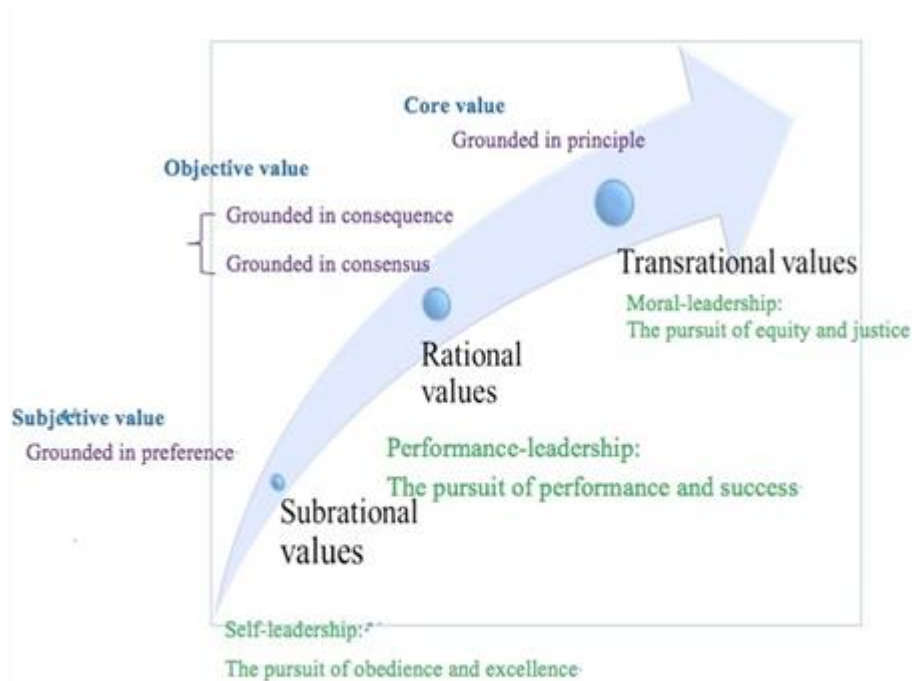 Core value
Grounded in principle
Objective value
Grounded in consequence
Grounded in consensus
Transrational values
Moral-leadership:
The pursuit of equity and justice
Rational
values
Subjective value
Grounded in preference
Performance-leadership:
The pursuit of performance and success
Subrational
values
Self-leadership:
The pursuit of obedience and excellence